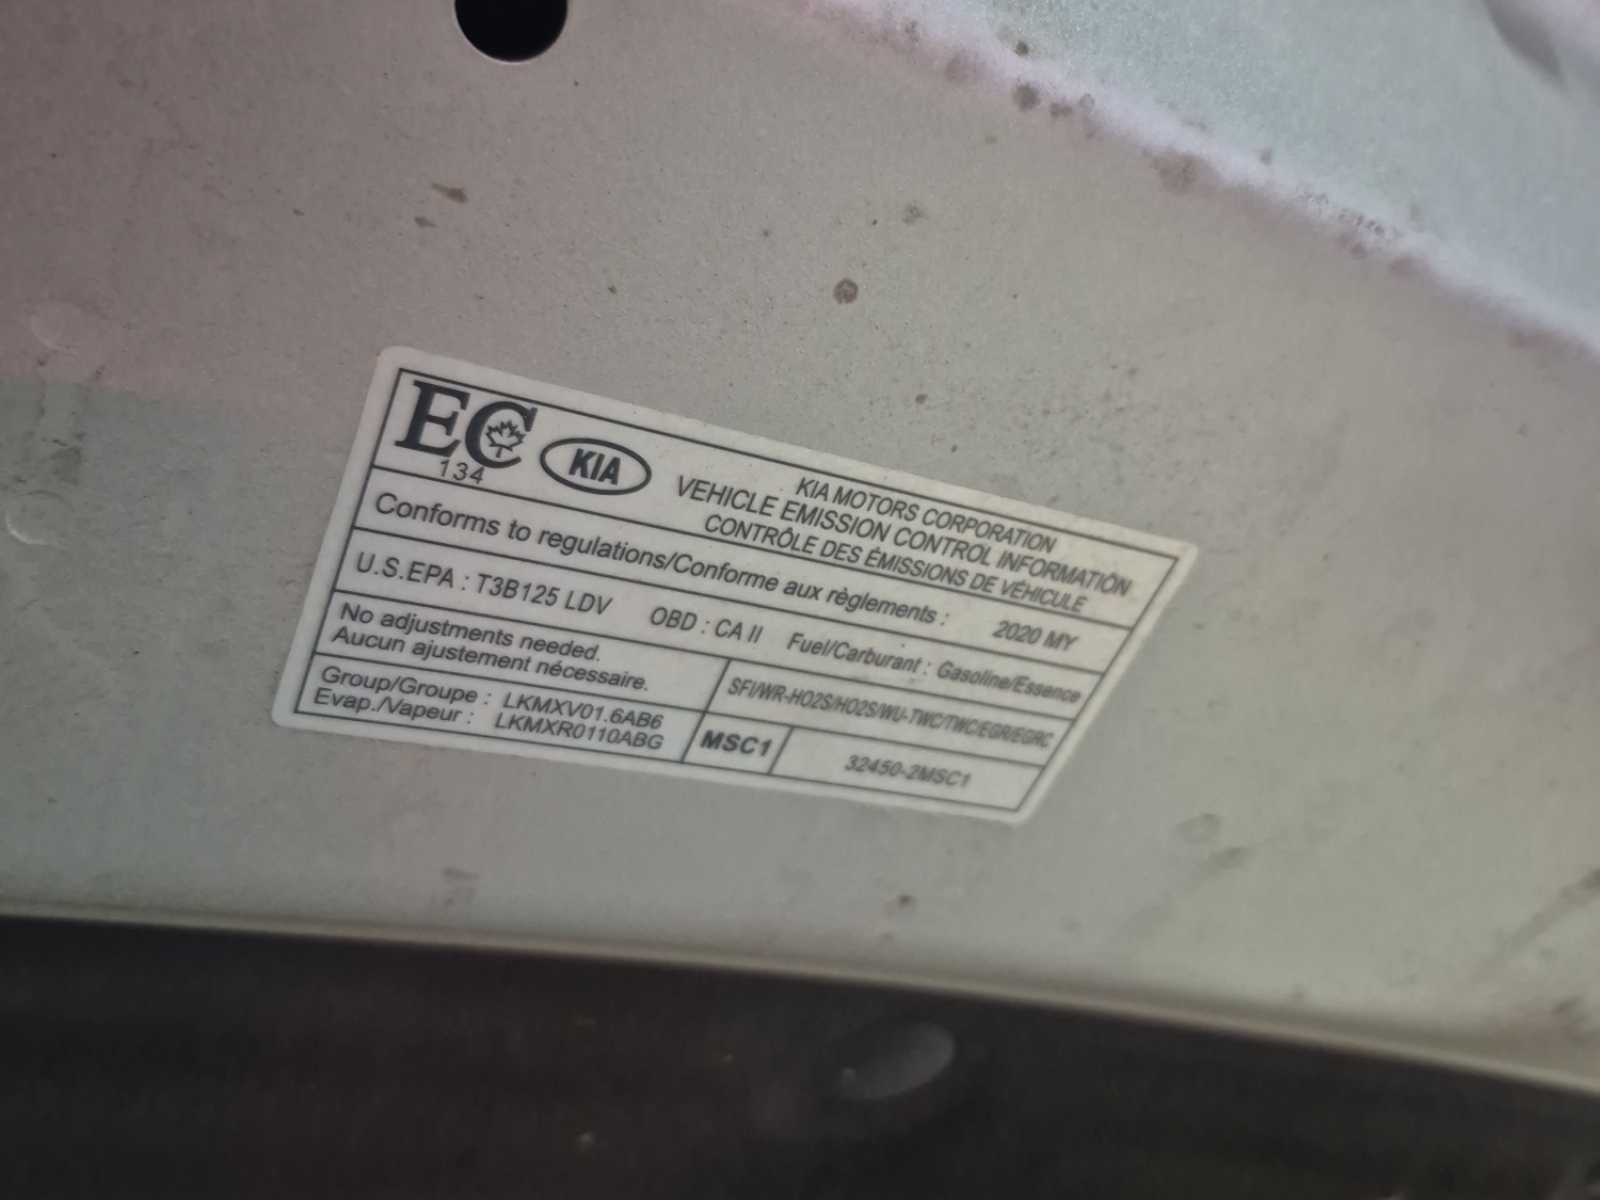 EC
134
KIA
KIA MOTORS CORPORATION
VEHICLE EMISSION CONTROL INFORMATION
CONTRÔLE DES ÉMISSIONS DE VÉHICULE
Conforms to regulations/Conforme aux règlements : 2020 MY
U.S.EPA : T3B125 LDV OBD : CA II Fuel/Carburant : Gasoline/Essence
No adjustments needed.
Aucun ajustement nécessaire.
SFI/WR-HO2S/HO2S/WU-TWC/TWC/EGR/EGRC
Group/Groupe : LKMXV01.6AB6
Evap./Vapeur : LKMXR0110ABG
MSC1
32450-2MSC1